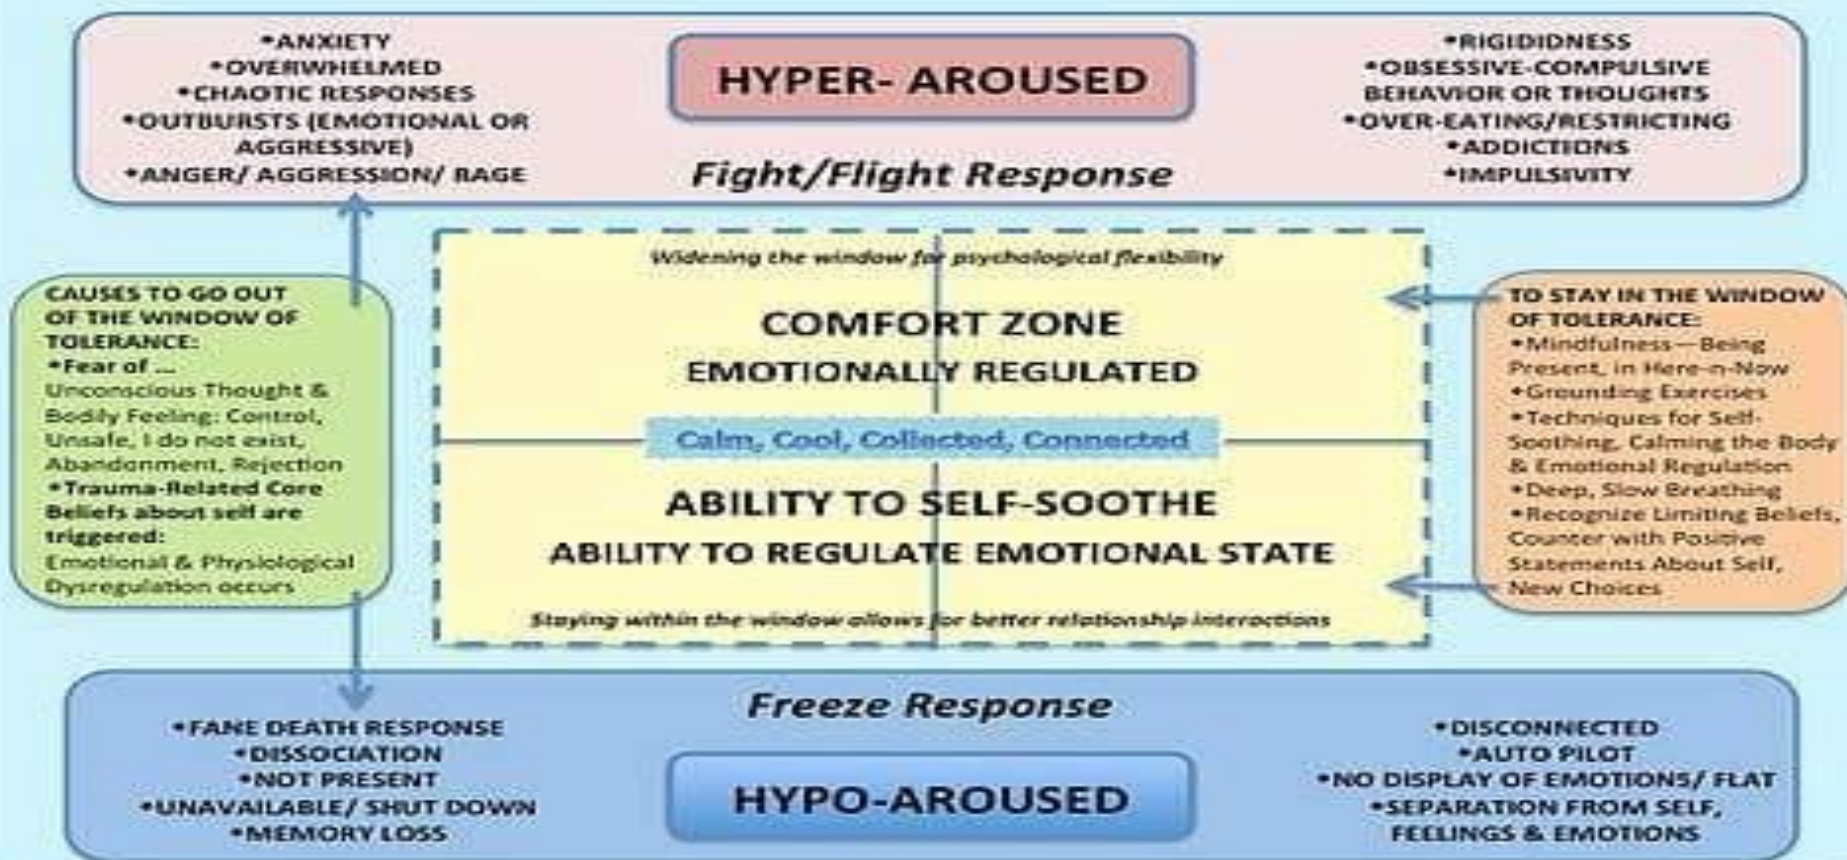 •ANXIETY
•OVERWHELMED
•CHAOTIC RESPONSES
•OUTBURSTS (EMOTIONAL OR
AGGRESSIVE)
•ANGER/ AGGRESSION/ RAGE
HYPER- AROUSED
Fight/Flight Response
•RIGIDIDNESS
•OBSESSIVE-COMPULSIVE
BEHAVIOR OR THOUGHTS
•OVER-EATING/RESTRICTING
•ADDICTIONS
•IMPULSIVITY
CAUSES TO GO OUT
OF THE WINDOW OF
TOLERANCE:
•Fear of ...
Unconscious Thought &
Bodily Feeling: Control,
Unsafe, I do not exist,
Abandonment, Rejection
•Trauma-Related Core
Beliefs about self are
triggered:
Emotional & Physiological
Dysregulation occurs
Widening the window for psychological flexibility
COMFORT ZONE
EMOTIONALLY REGULATED
Calm, Cool, Collected, Connected
ABILITY TO SELF-SOOTHE
ABILITY TO REGULATE EMOTIONAL STATE
Staying within the window allows for better relationship interactions
TO STAY IN THE WINDOW
OF TOLERANCE:
•Mindfulness—Being
Present, in Here-n-Now
•Grounding Exercises
•Techniques for Self-
Soothing, Calming the Body
& Emotional Regulation
•Deep, Slow Breathing
•Recognize Limiting Beliefs,
Counter with Positive
Statements About Self,
New Choices
•FANE DEATH RESPONSE
•DISSOCIATION
•NOT PRESENT
•UNAVAILABLE/ SHUT DOWN
•MEMORY LOSS
Freeze Response
HYPO-AROUSED
•DISCONNECTED
•AUTO PILOT
•NO DISPLAY OF EMOTIONS/ FLAT
•SEPARATION FROM SELF,
FEELINGS & EMOTIONS